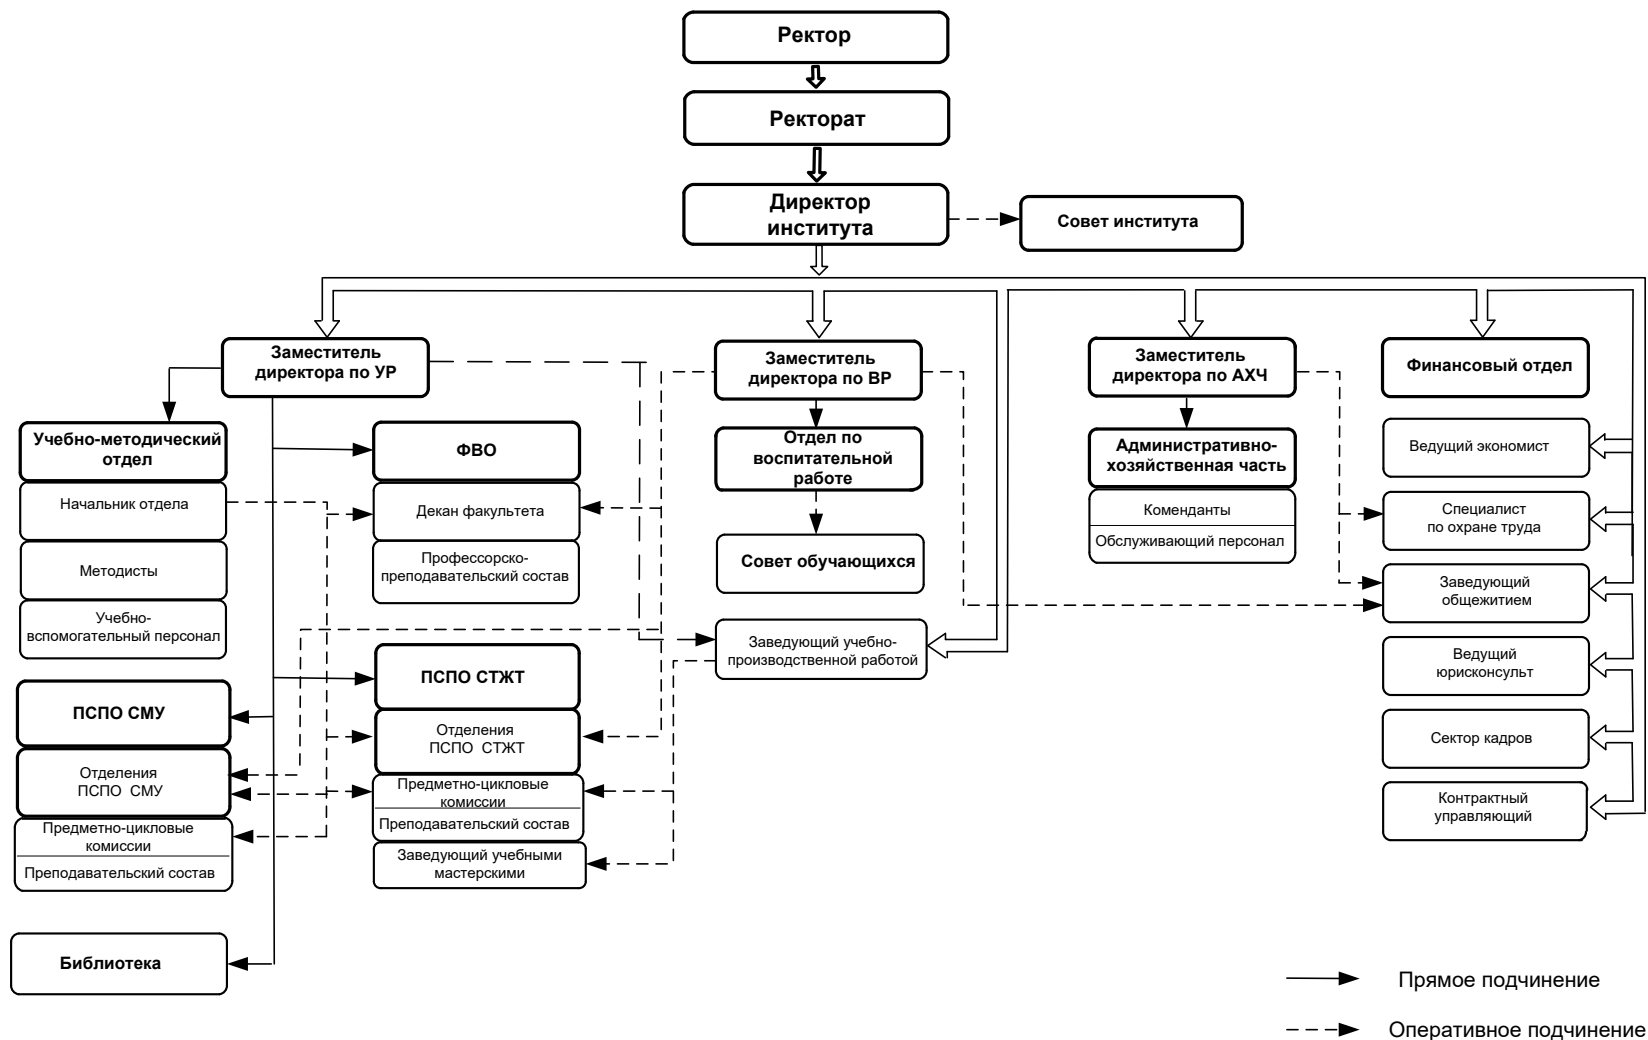 Ректор
Ректорат
Директор
института
Совет института
Заместитель
директора по УР
Заместитель
директора по ВР
Заместитель
директора по АХЧ
Финансовый отдел
Учебно-методический
отдел
Начальник отдела
Методисты
Учебно-
вспомогательный персонал
ФВО
Декан факультета
Профессорско-
преподавательский состав
Отдел по
воспитательной
работе
Совет обучающихся
Заведующий учебно-
производственной работой
Административно-
хозяйственная часть
Коменданты
Обслуживающий персонал
Ведущий экономист
Специалист
по охране труда
Заведующий
общежитием
Ведущий
юрисконсульт
Сектор кадров
Контрактный
управляющий
ПСПО СМУ
Отделения
ПСПО СМУ
Предметно-цикловые
комиссии
Преподавательский состав
ПСПО СТЖТ
Отделения
ПСПО СТЖТ
Предметно-цикловые
комиссии
Преподавательский состав
Заведующий учебными
мастерскими
Библиотека
Прямое подчинение
Оперативное подчинение